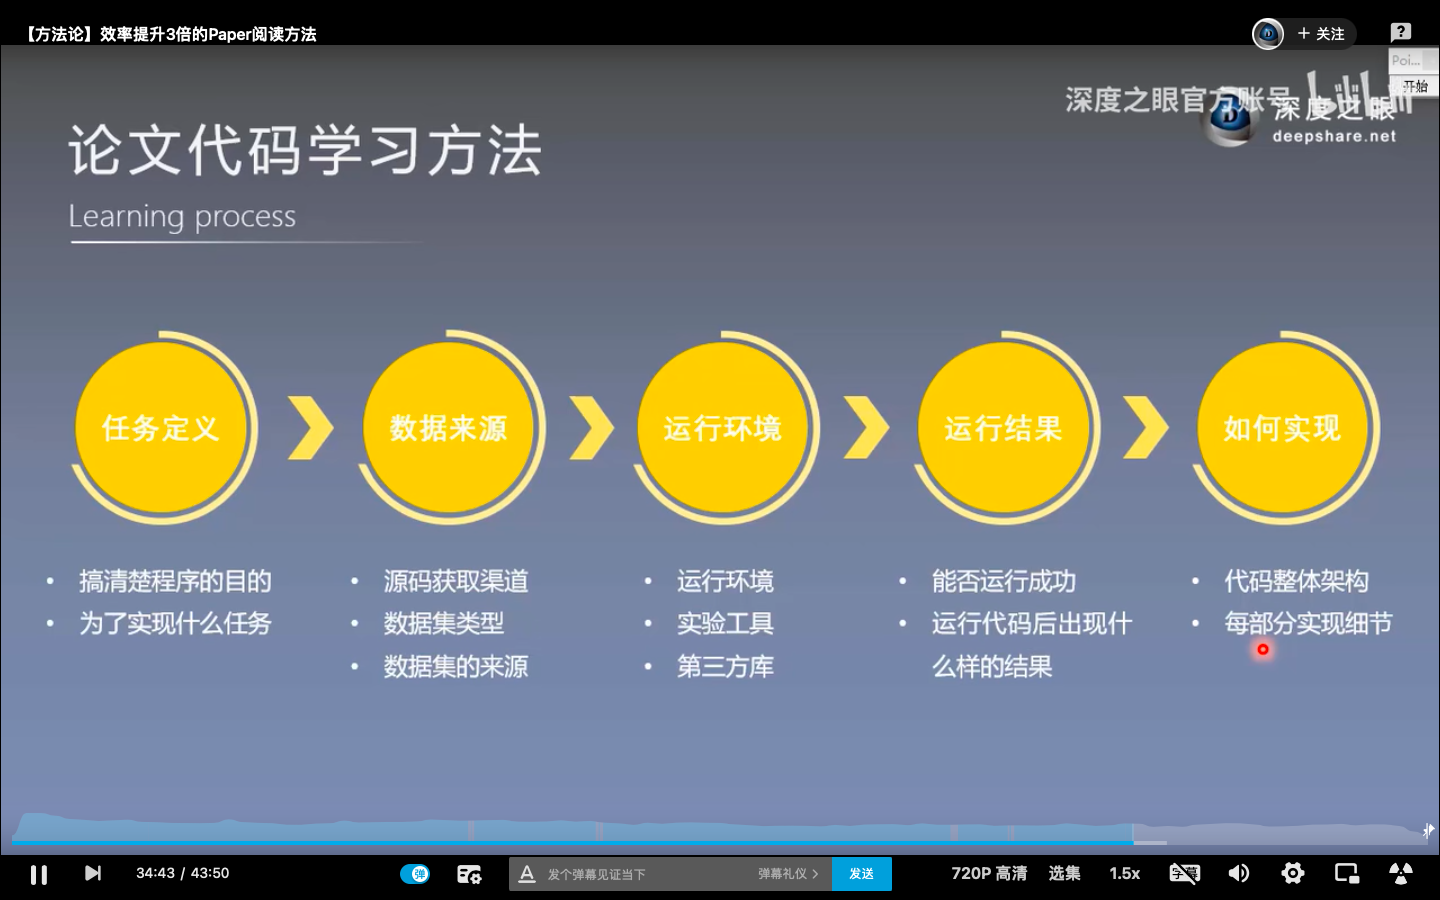 【方法论】效率提升3倍的Paper阅读方法
+ 关注
Poi...
开始
深度之眼官方账号
bilibili
深度之眼
deepshare.net
论文代码学习方法
Learning process
任务定义
数据来源
运行环境
运行结果
如何实现
• 搞清楚程序的目的
• 为了实现什么任务
• 源码获取渠道
• 数据集类型
• 数据集的来源
• 运行环境
• 实验工具
• 第三方库
• 能否运行成功
• 运行代码后出现什
么样的结果
• 代码整体架构
• 每部分实现细节
34:43 / 43:50
弹
A 发个弹幕见证当下
弹幕礼仪 >
发送
720P 高清
选集
1.5x
字幕